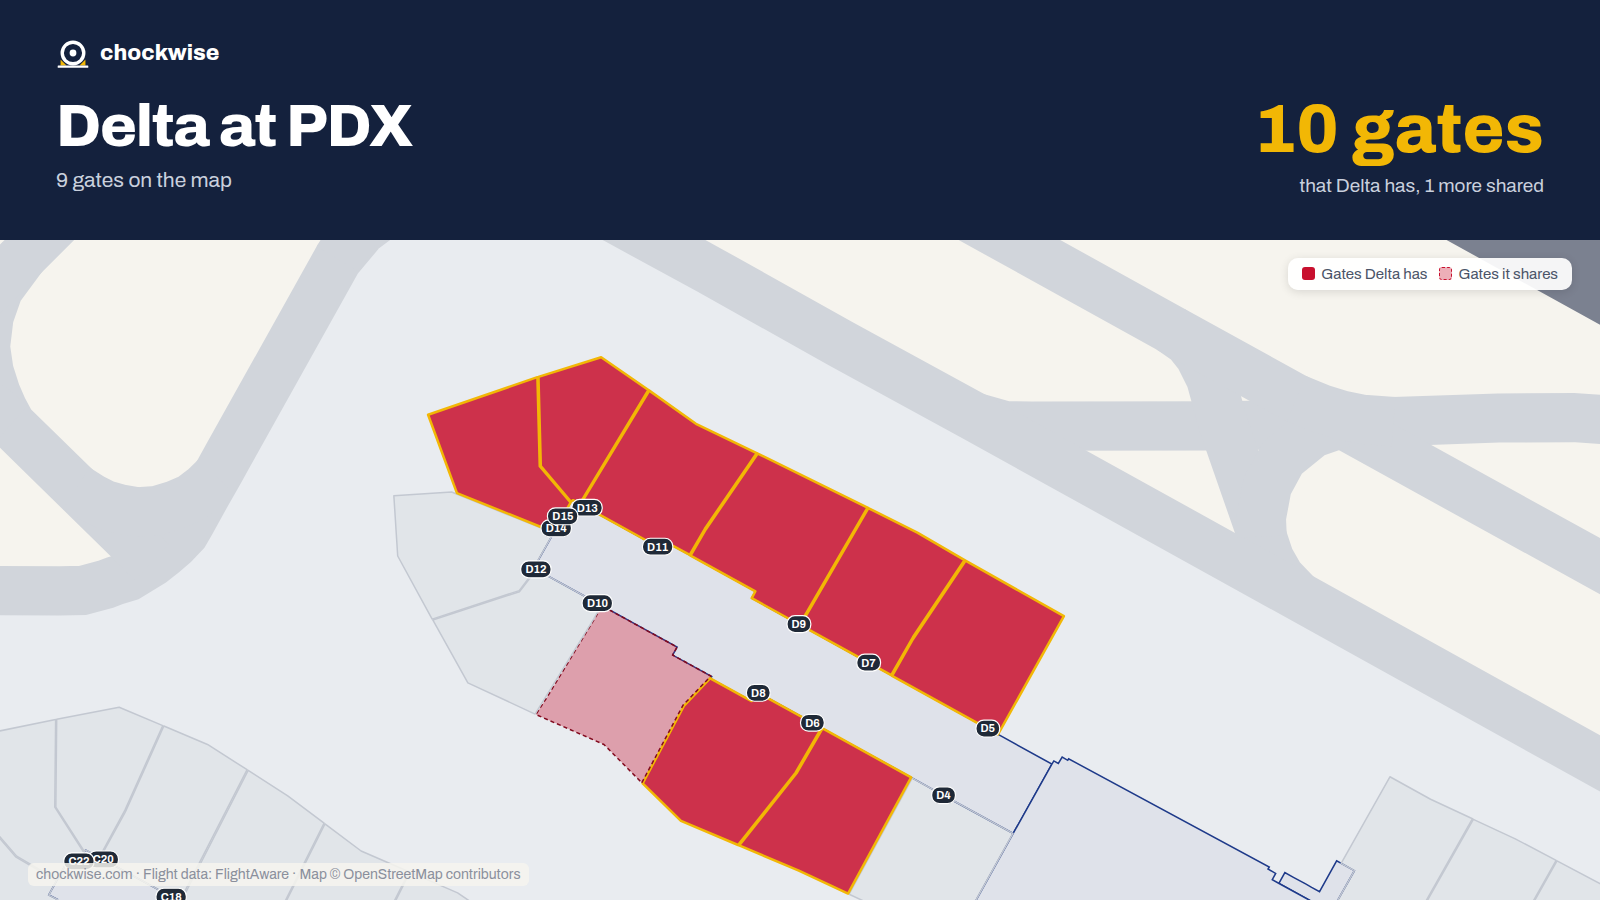 chockwise
Delta at PDX
9 gates on the map
10 gates
that Delta has, 1 more shared
Gates Delta has
Gates it shares
D13
D15
D14
D11
D12
D10
D9
D7
D8
D6
D5
D4
C22
C20
C18
chockwise.com · Flight data: FlightAware · Map © OpenStreetMap contributors